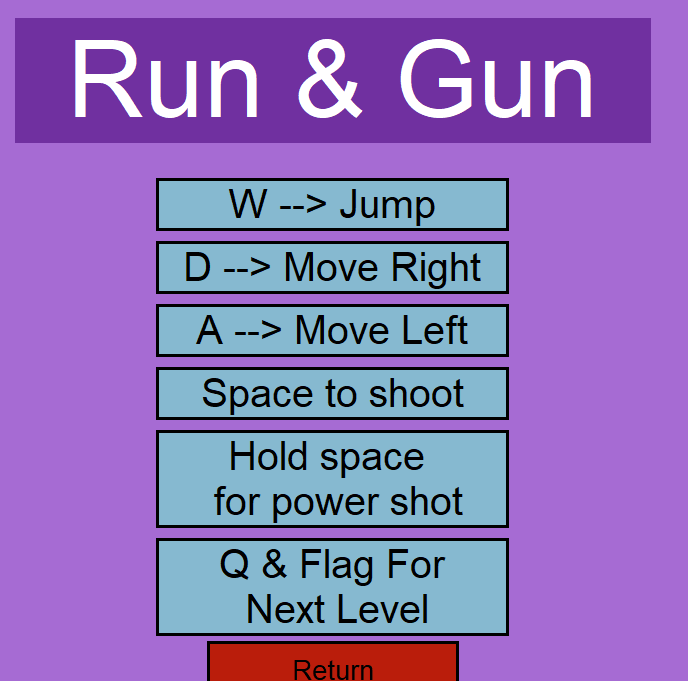 Run & Gun
W --> Jump
D --> Move Right
A --> Move Left
Space to shoot
Hold space
for power shot
Q & Flag For
Next Level
Return